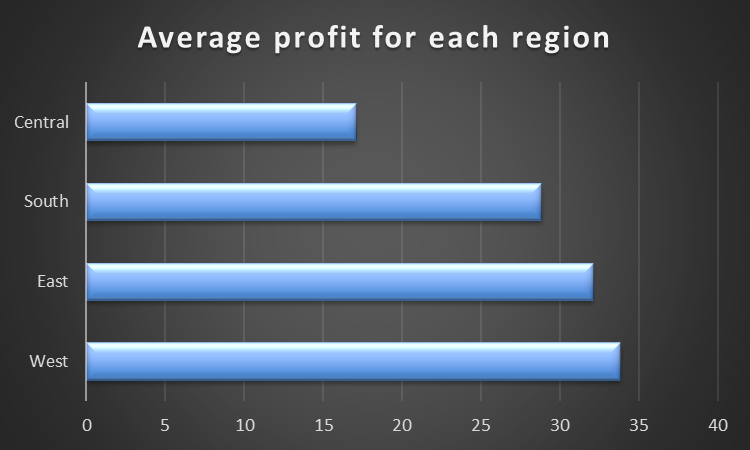 Average profit for each region
Central
South
East
West
0 5 10 15 20 25 30 35 40